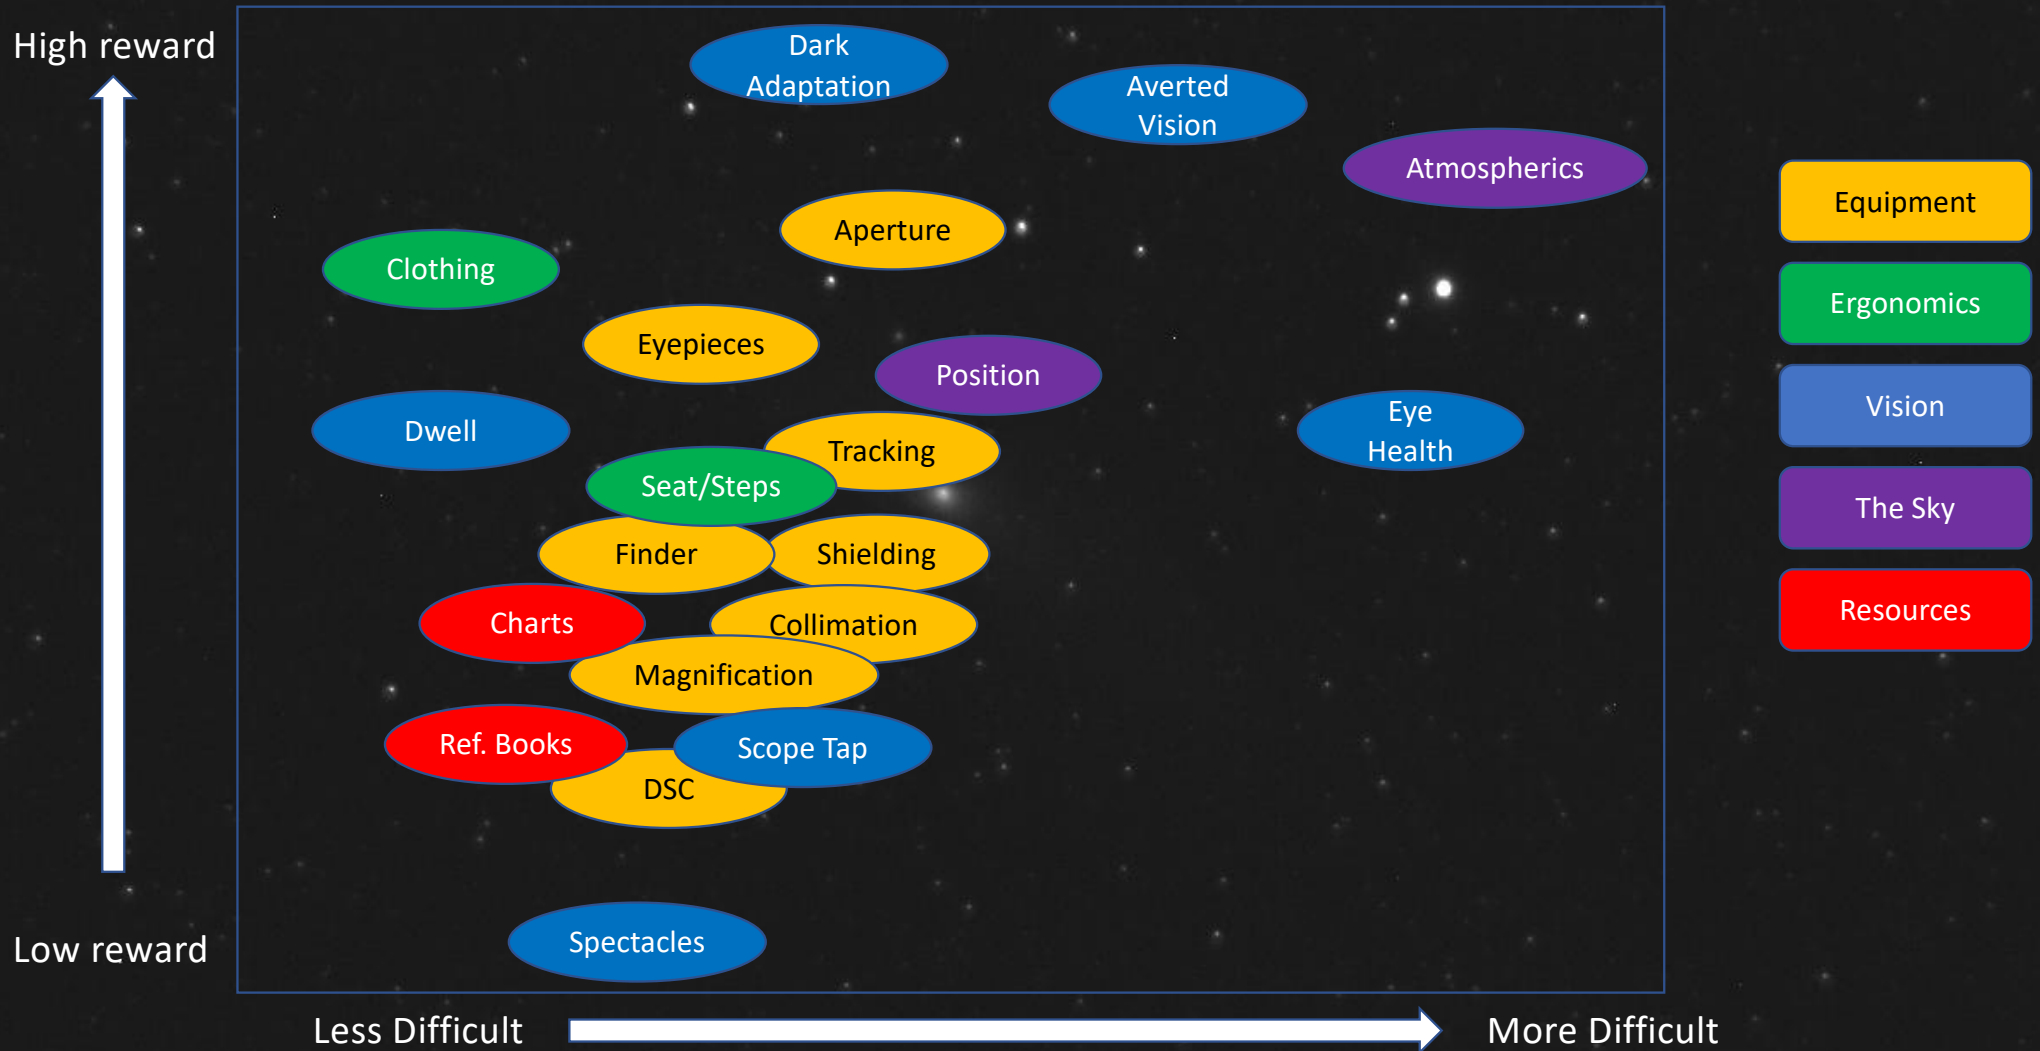 High reward
Dark
Adaptation
Averted
Vision
Atmospherics
Equipment
Aperture
Clothing
Ergonomics
Eyepieces
Position
Vision
Dwell
Eye
Health
Tracking
Seat/Steps
The Sky
Finder
Shielding
Charts
Collimation
Resources
Magnification
Ref. Books
Scope Tap
DSC
Spectacles
Low reward
Less Difficult
More Difficult